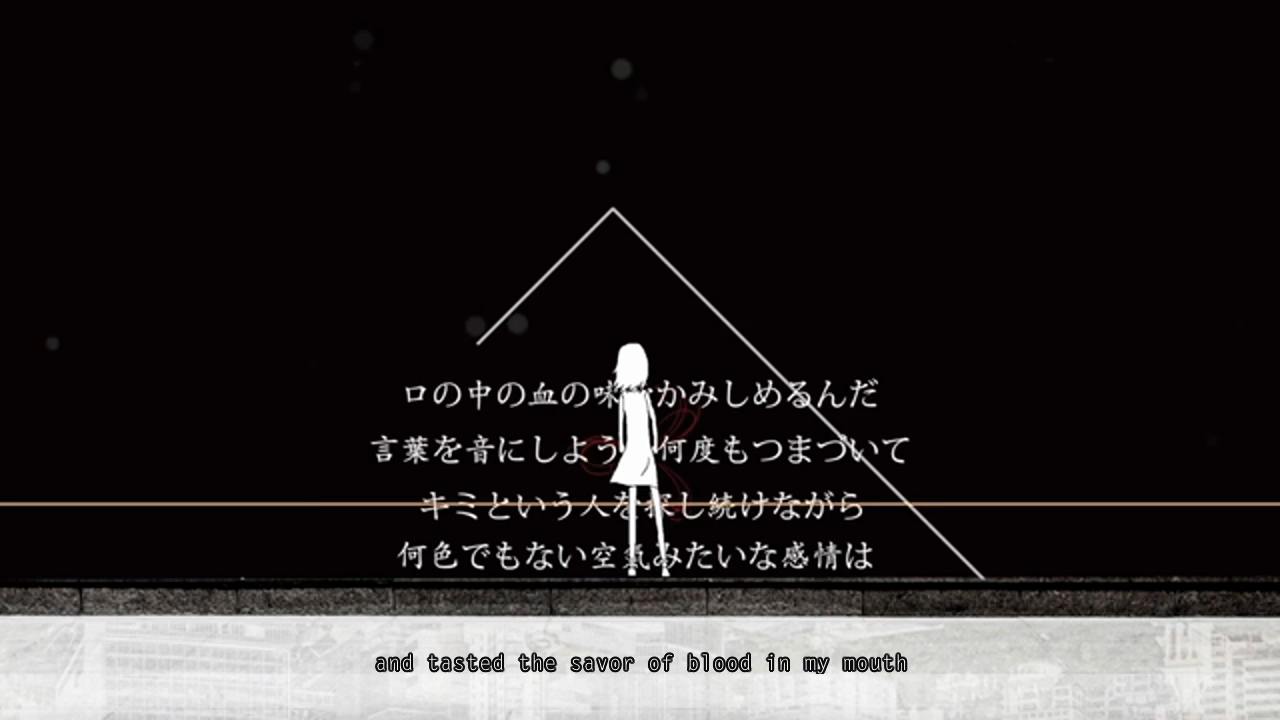 口の中の血の味 かみしめるんだ
言葉を音にしよう 何度もつまづいて
キミという人を探し続けながら
何色でもない空氣みたいな感情は
and tasted the savor of blood in my mouth